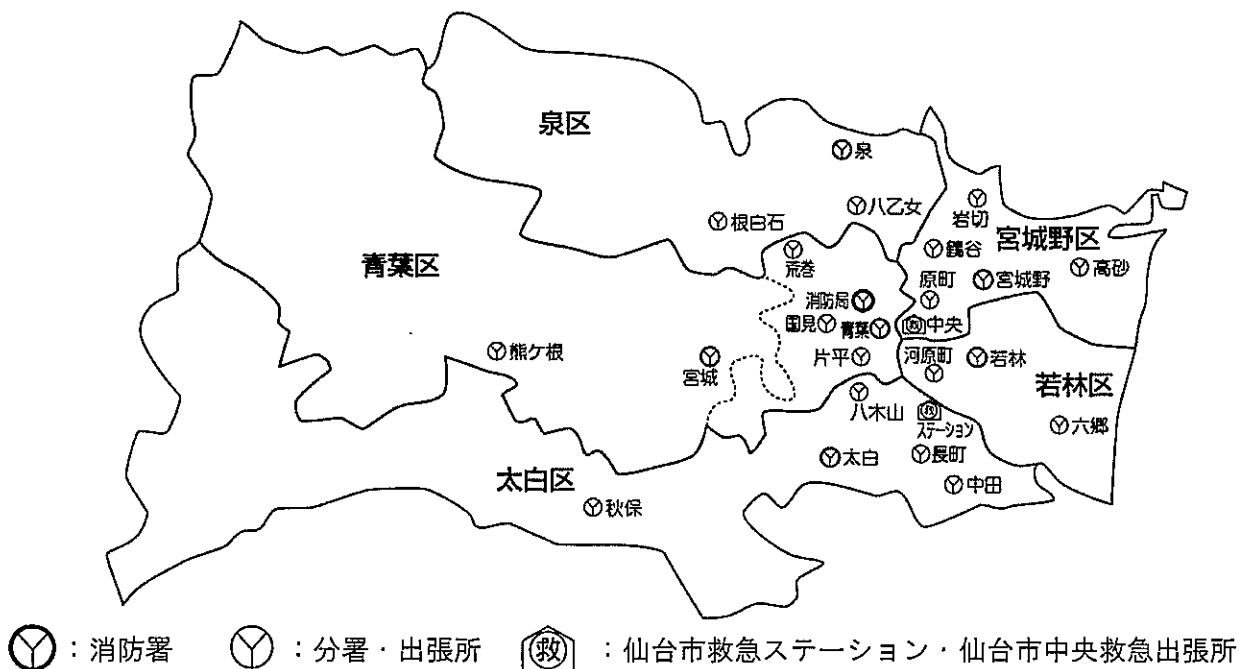 泉区
泉
八乙女
根白石
岩切
宮城野区
鶴谷
高砂
青葉区
荒巻
原町
宮城野
消防局
国見
青葉
中央
熊ケ根
宮城
片平
河原町
若林
若林区
八木山
ステーション
六郷
太白
長町
太白区
秋保
中田
:消防署
:分署・出張所
救:仙台市救急ステーション・仙台市中央救急出張所